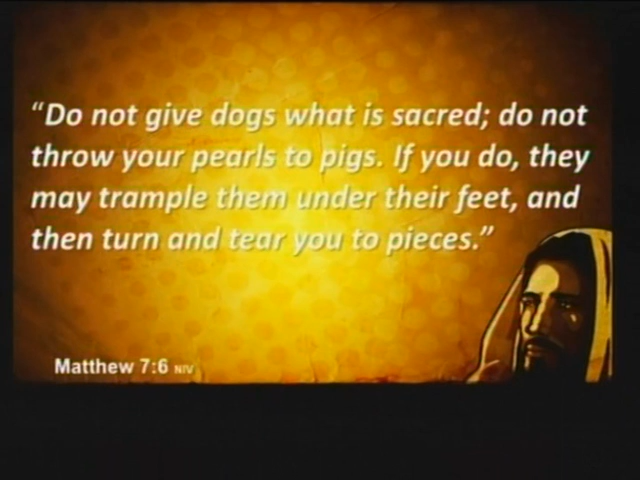 “Do not give dogs what is sacred; do not
throw your pearls to pigs. If you do, they
may trample them under their feet, and
then turn and tear you to pieces.”
Matthew 7:6 NIV